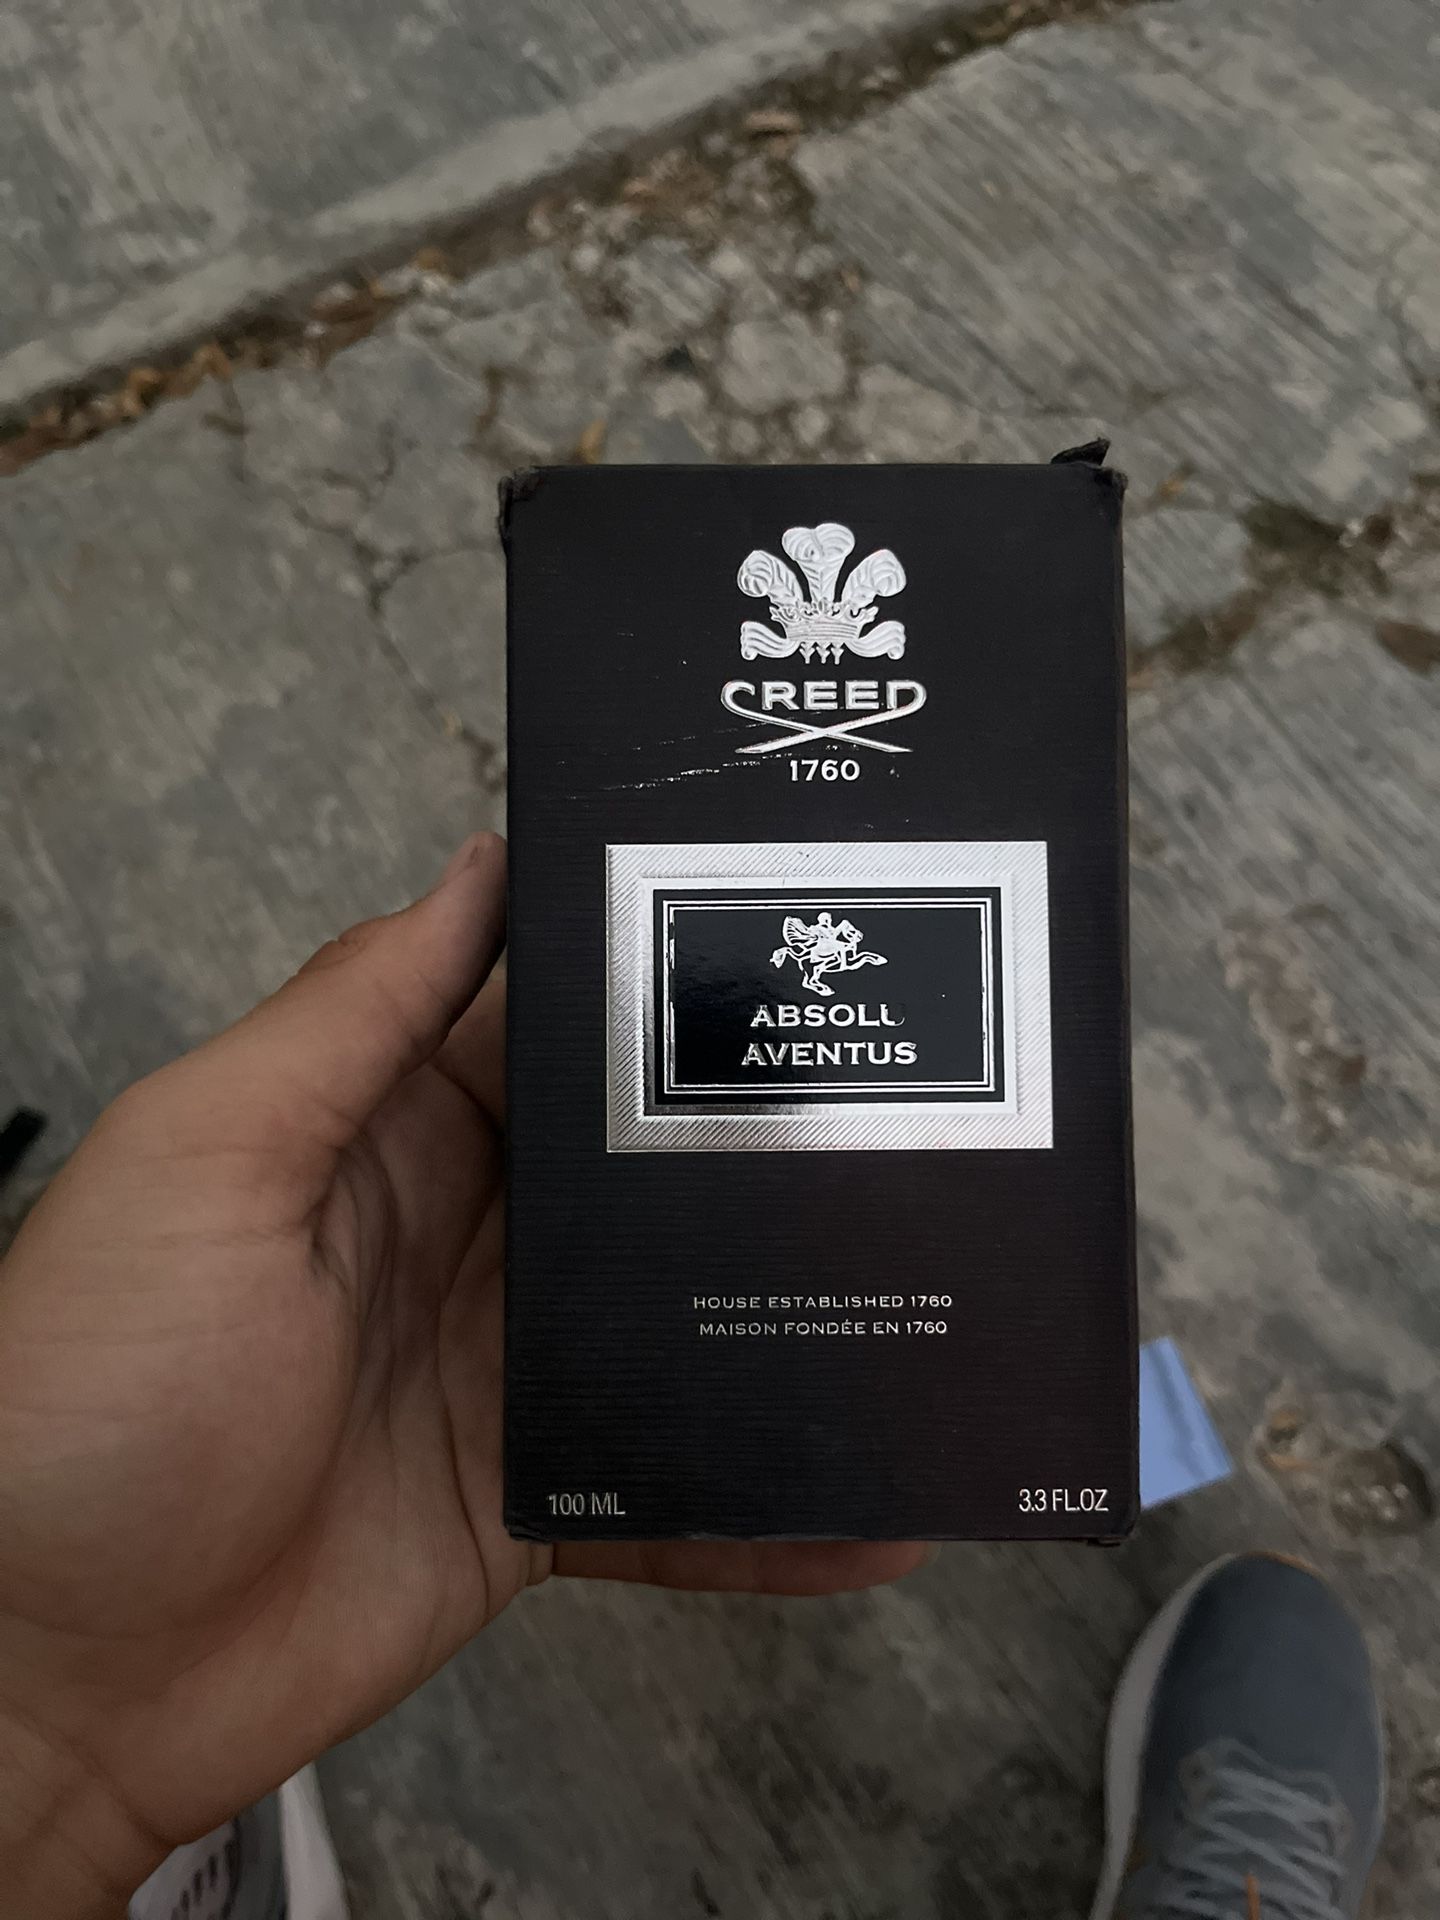 CREED
1760
ABSOLU
AVENTUS
HOUSE ESTABLISHED 1760
MAISON FONDÉE EN 1760
100 ML
3.3 FL.OZ